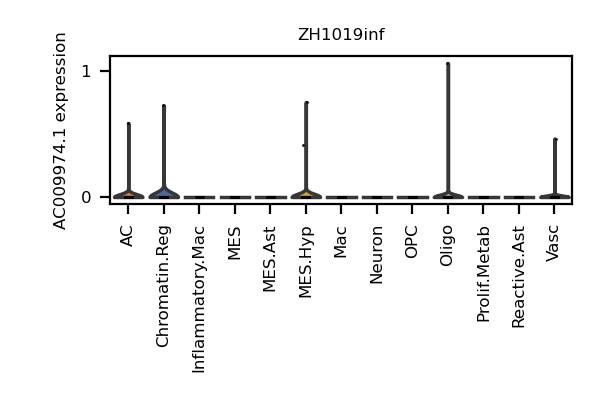 ZH1019inf
AC009974.1 expression
1
0
AC
Chromatin.Reg
Inflammatory.Mac
MES
MES.Ast
MES.Hyp
Mac
Neuron
OPC
Oligo
Prolif.Metab
Reactive.Ast
Vasc